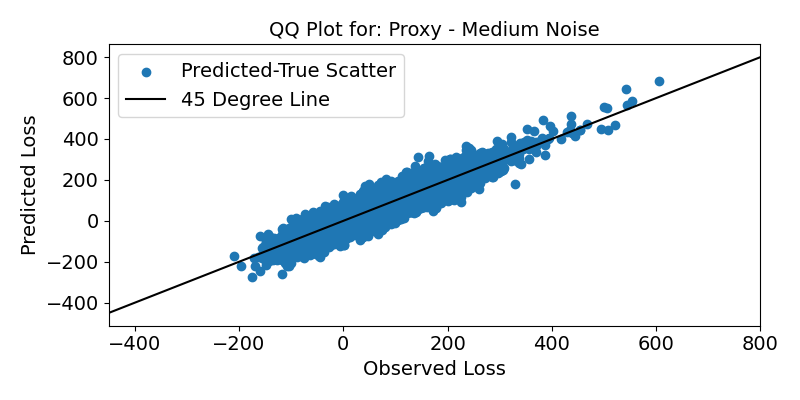 QQ Plot for: Proxy - Medium Noise
Predicted-True Scatter
45 Degree Line
Predicted Loss
800
600
400
200
0
−200
−400
−400 −200 0 200 400 600 800
Observed Loss